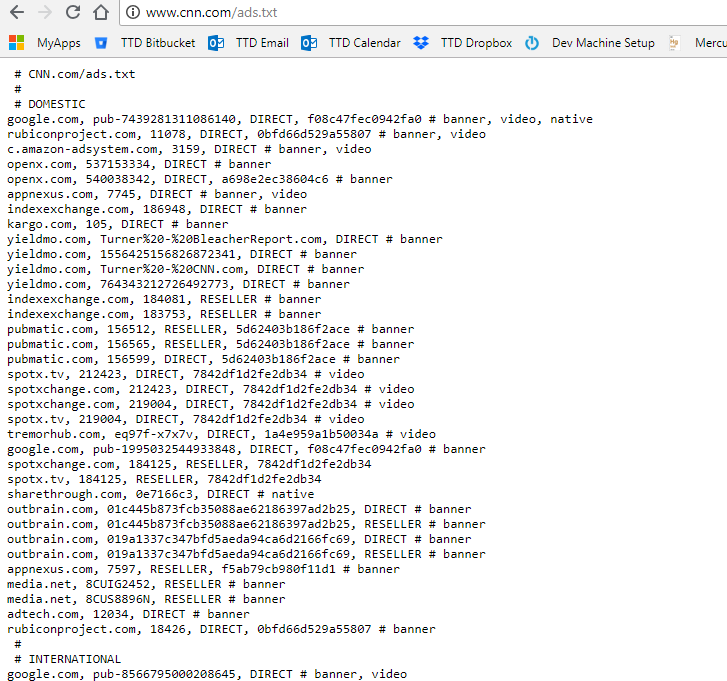 www.cnn.com/ads.txt
MyApps TTD Bitbucket TTD Email TTD Calendar TTD Dropbox Dev Machine Setup Hg Mercu
# CNN.com/ads.txt
#
# DOMESTIC
google.com, pub-7439281311086140, DIRECT, f08c47fec0942fa0 # banner, video, native
rubiconproject.com, 11078, DIRECT, 0bfd66d529a55807 # banner, video
c.amazon-adsystem.com, 3159, DIRECT # banner, video
openx.com, 537153334, DIRECT # banner
openx.com, 540038342, DIRECT, a698e2ec38604c6 # banner
appnexus.com, 7745, DIRECT # banner, video
indexexchange.com, 186948, DIRECT # banner
kargo.com, 105, DIRECT # banner
yieldmo.com, Turner%20-%20BleacherReport.com, DIRECT # banner
yieldmo.com, 1556425156826872341, DIRECT # banner
yieldmo.com, Turner%20-%20CNN.com, DIRECT # banner
yieldmo.com, 764343212726492773, DIRECT # banner
indexexchange.com, 184081, RESELLER # banner
indexexchange.com, 183753, RESELLER # banner
pubmatic.com, 156512, RESELLER, 5d62403b186f2ace # banner
pubmatic.com, 156565, RESELLER, 5d62403b186f2ace # banner
pubmatic.com, 156599, DIRECT, 5d62403b186f2ace # banner
spotx.tv, 212423, DIRECT, 7842df1d2fe2db34 # video
spotxchange.com, 212423, DIRECT, 7842df1d2fe2db34 # video
spotxchange.com, 219004, DIRECT, 7842df1d2fe2db34 # video
spotx.tv, 219004, DIRECT, 7842df1d2fe2db34 # video
tremorhub.com, eq97f-x7x7v, DIRECT, 1a4e959a1b50034a # video
google.com, pub-1995032544933848, DIRECT, f08c47fec0942fa0 # banner
spotxchange.com, 184125, RESELLER, 7842df1d2fe2db34
spotx.tv, 184125, RESELLER, 7842df1d2fe2db34
sharethrough.com, 0e7166c3, DIRECT # native
outbrain.com, 01c445b873fcb35088ae62186397ad2b25, DIRECT # banner
outbrain.com, 01c445b873fcb35088ae62186397ad2b25, RESELLER # banner
outbrain.com, 019a1337c347bfd5aeda94ca6d2166fc69, DIRECT # banner
outbrain.com, 019a1337c347bfd5aeda94ca6d2166fc69, RESELLER # banner
appnexus.com, 7597, RESELLER, f5ab79cb980f11d1 # banner
media.net, 8CUIG2452, RESELLER # banner
media.net, 8CUS8896N, RESELLER # banner
adtech.com, 12034, DIRECT # banner
rubiconproject.com, 18426, DIRECT, 0bfd66d529a55807 # banner
#
# INTERNATIONAL
google.com, pub-8566795000208645, DIRECT # banner, video